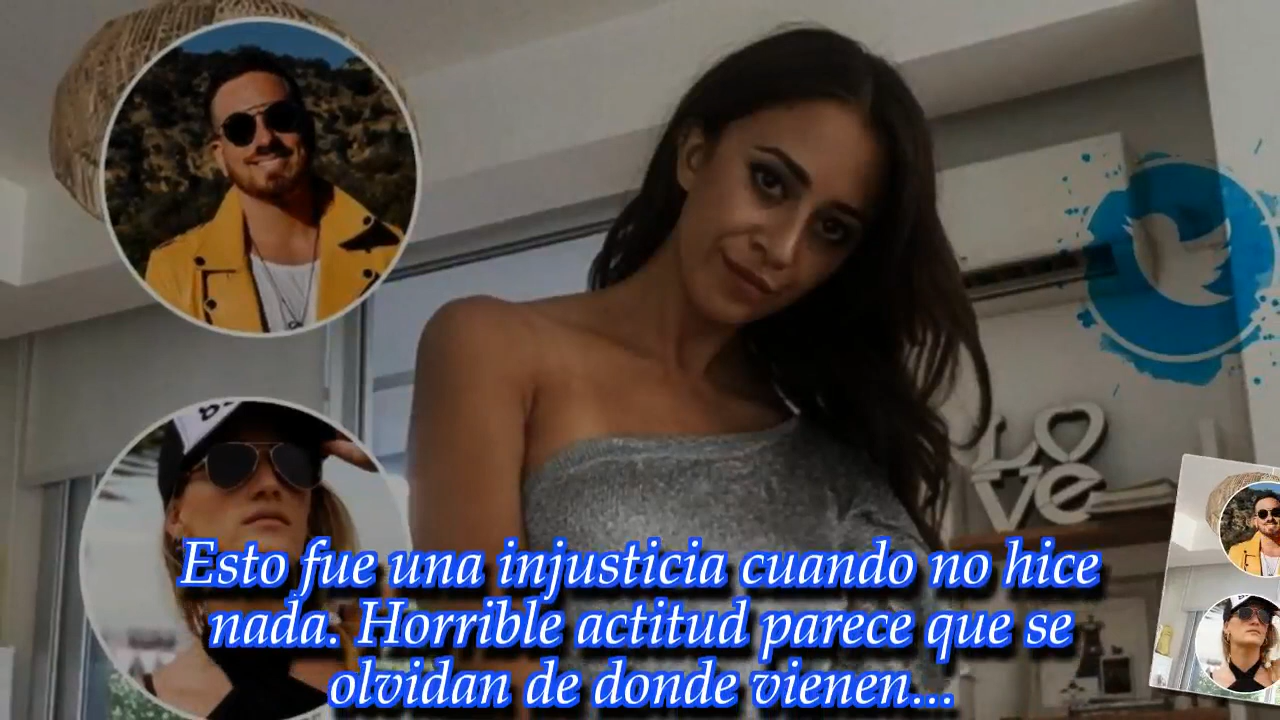 LOVE
Esto fue una injusticia cuando no hice
nada. Horrible actitud parece que se
olvidan de donde vienen...